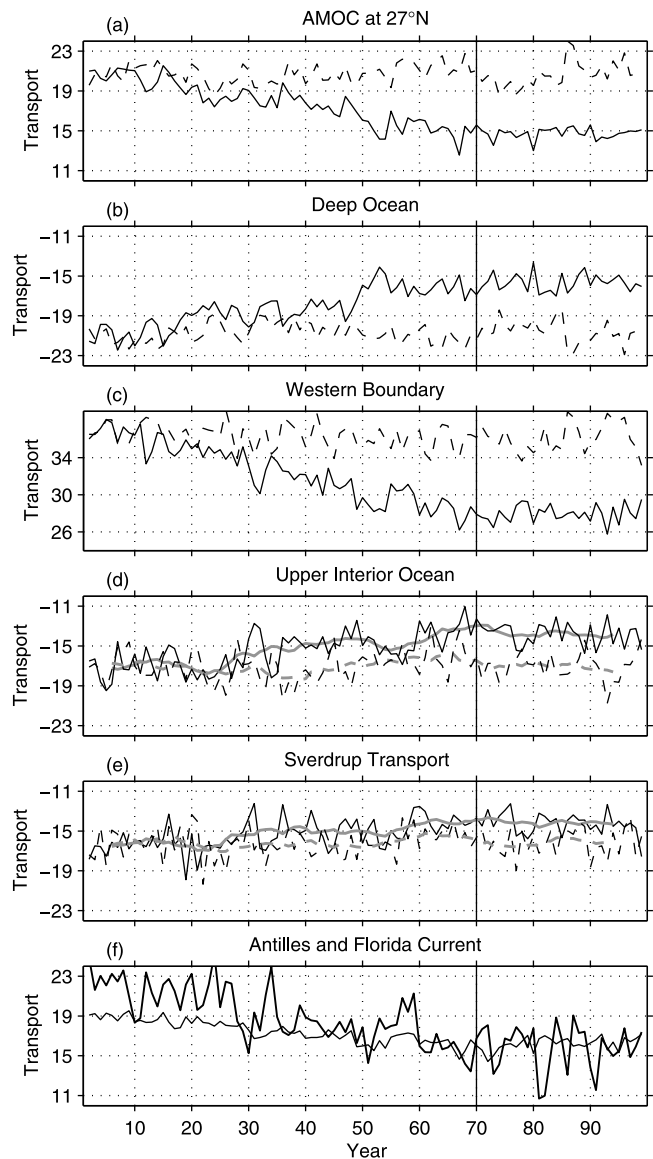 (a) AMOC at 27°N
23
19
15
11
Transport
(b) Deep Ocean
−11
−15
−19
−23
Transport
(c) Western Boundary
34
30
26
Transport
(d) Upper Interior Ocean
−11
−15
−19
−23
Transport
(e) Sverdrup Transport
−11
−15
−19
−23
Transport
(f) Antilles and Florida Current
23
19
15
11
Transport
10 20 30 40 50 60 70 80 90
Year